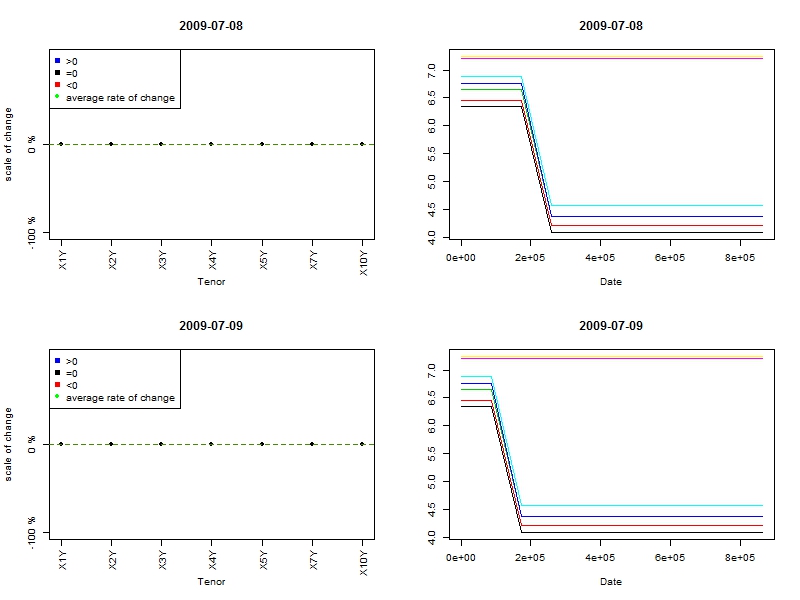 2009-07-08
>0
=0
<0
average rate of change
scale of change
0 %
-100 %
X1Y X2Y X3Y X4Y X5Y X7Y X10Y
Tenor
2009-07-08
7.0
6.5
6.0
5.5
5.0
4.5
4.0
0e+00 2e+05 4e+05 6e+05 8e+05
Date
2009-07-09
>0
=0
<0
average rate of change
scale of change
0 %
-100 %
X1Y X2Y X3Y X4Y X5Y X7Y X10Y
Tenor
2009-07-09
7.0
6.5
6.0
5.5
5.0
4.5
4.0
0e+00 2e+05 4e+05 6e+05 8e+05
Date